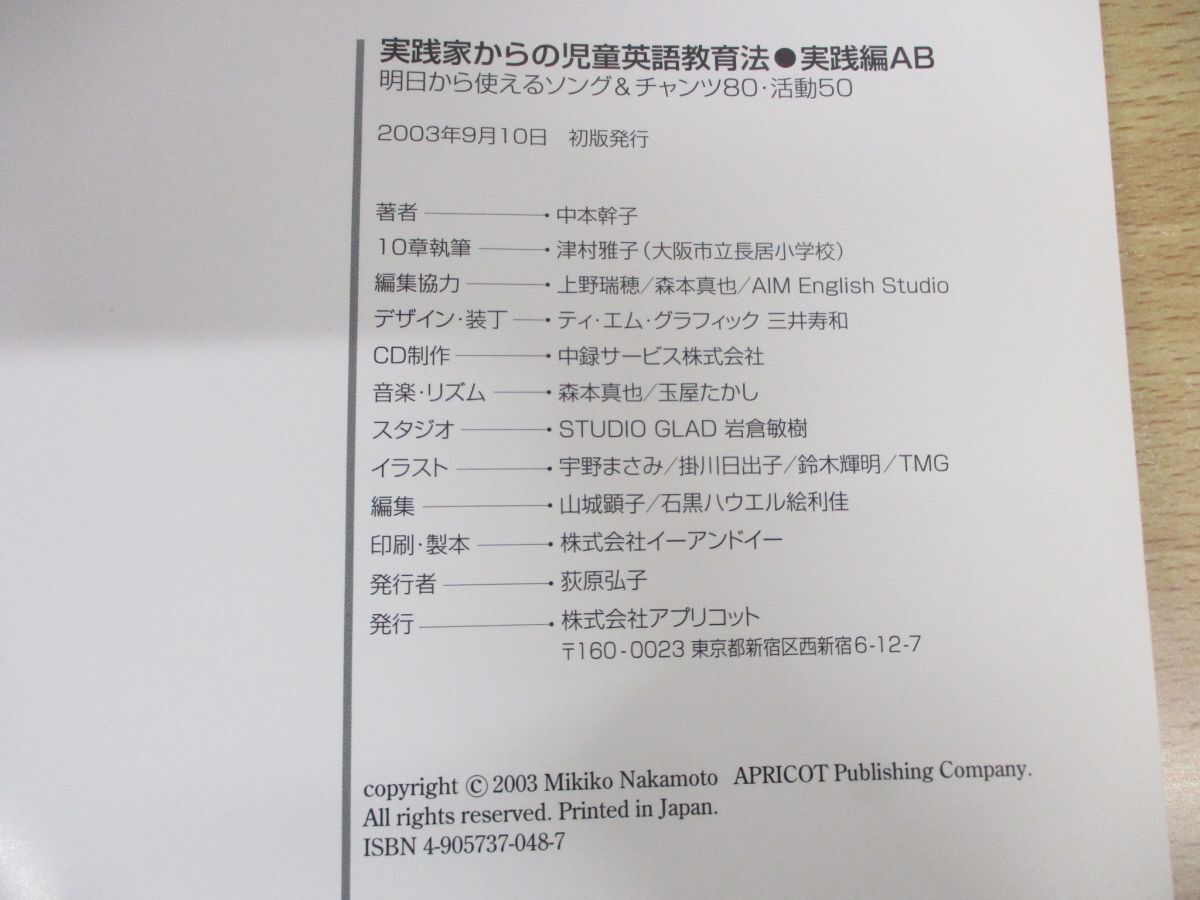 実践家からの児童英語教育法●実践編AB
明日から使えるソング&チャンツ80・活動50
2003年9月10日 初版発行
著者 中本幹子
10章執筆 津村雅子(大阪市立長居小学校)
編集協力 上野瑞穂/森本真也/AIM English Studio
デザイン・装丁 ティ・エム・グラフィック 三井寿和
CD制作 中録サービス株式会社
音楽・リズム 森本真也/玉屋たかし
スタジオ STUDIO GLAD 岩倉敏樹
イラスト 宇野まさみ/掛川日出子/鈴木輝明/TMG
編集 山城顕子/石黒ハウエル絵利佳
印刷・製本 株式会社イーアンドイー
発行者 荻原弘子
発行 株式会社アプリコット
〒160-0023 東京都新宿区西新宿6-12-7
copyright © 2003 Mikiko Nakamoto APRICOT Publishing Company.
All rights reserved. Printed in Japan.
ISBN 4-905737-048-7